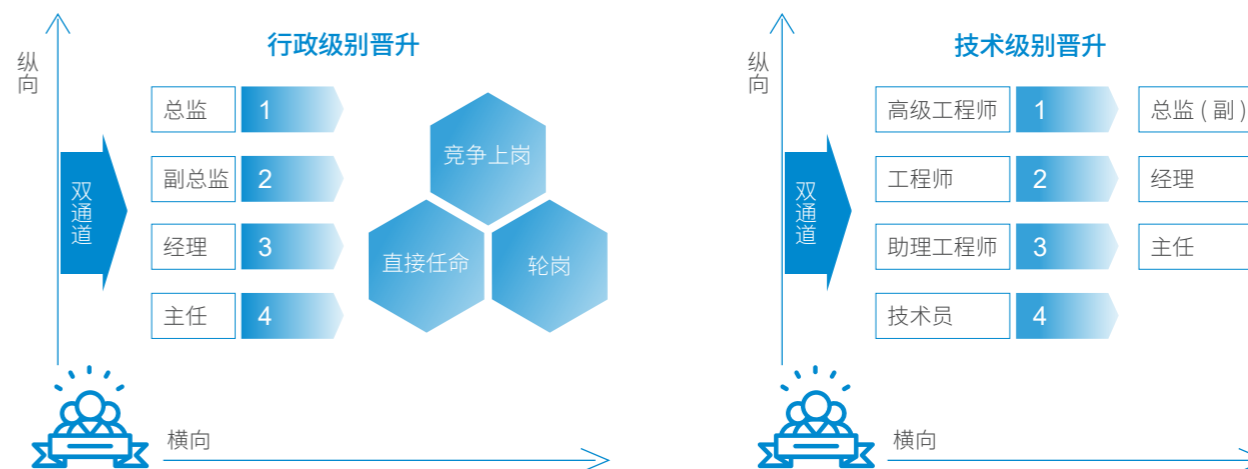 行政级别晋升
纵向
双通道
总监 1
副总监 2
经理 3
主任 4
竞争上岗
直接任命
轮岗
横向
技术级别晋升
纵向
双通道
高级工程师 1 总监(副)
工程师 2 经理
助理工程师 3 主任
技术员 4
横向